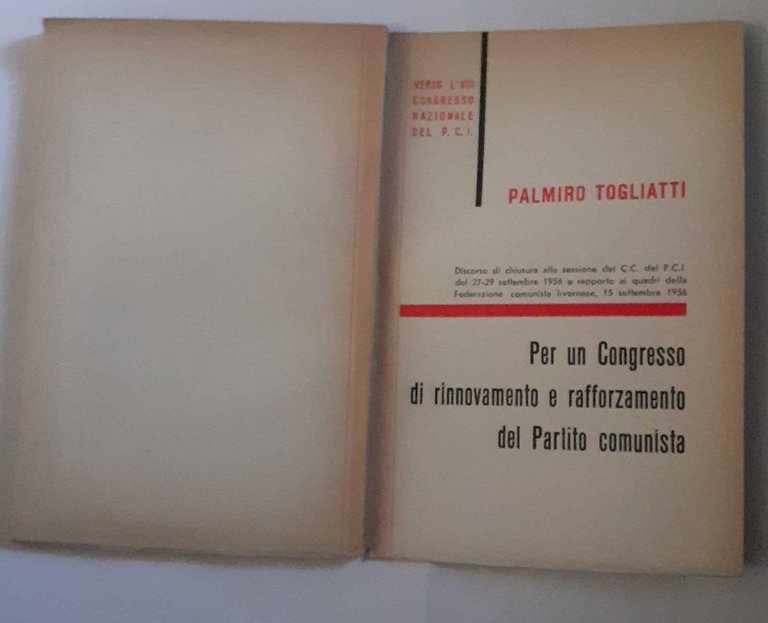 VERSO L'VIII
CONGRESSO
NAZIONALE
DEL P.C.I.
PALMIRO TOGLIATTI
Discorso di chiusura alla sessione del C.C. del P.C.I.
del 27-29 settembre 1956 e rapporto ai quadri della
Federazione comunista livornese, 15 settembre 1956
Per un Congresso
di rinnovamento e rafforzamento
del Partito comunista